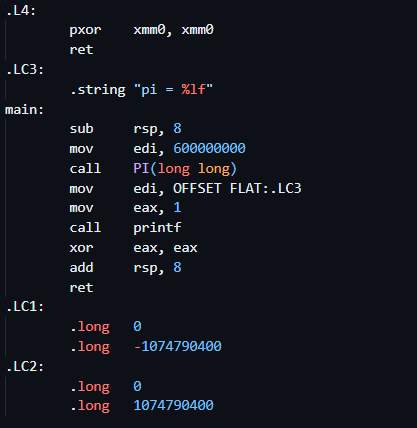 .L4:
pxor xmm0, xmm0
ret
.LC3:
.string "pi = %lf"
main:
sub rsp, 8
mov edi, 600000000
call PI(long long)
mov edi, OFFSET FLAT:.LC3
mov eax, 1
call printf
xor eax, eax
add rsp, 8
ret
.LC1:
.long 0
.long -1074790400
.LC2:
.long 0
.long 1074790400